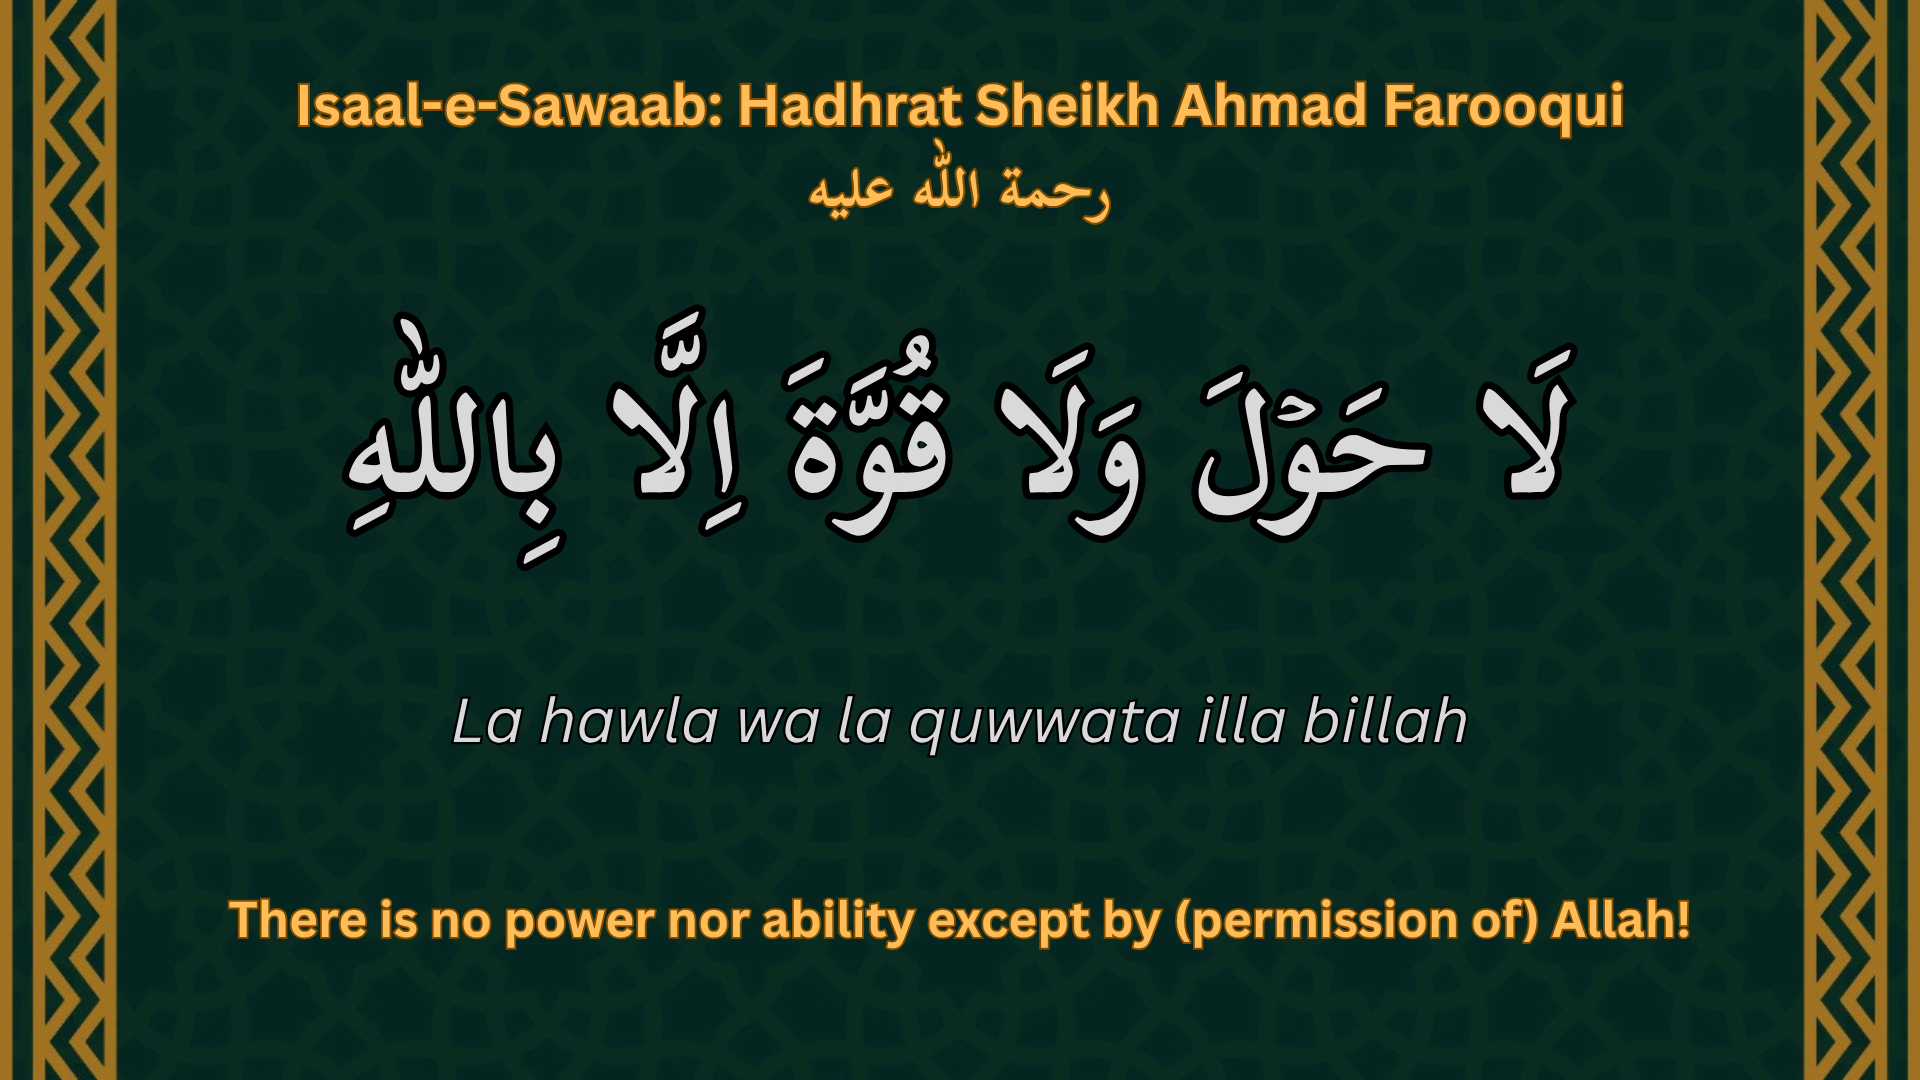 Isaal-e-Sawaab: Hadhrat Sheikh Ahmad Farooqui
رحمة الله عليه
لَا حَوْلَ وَلَا قُوَّةَ اِلَّا بِاللّٰهِ
La hawla wa la quwwata illa billah
There is no power nor ability except by (permission of) Allah!